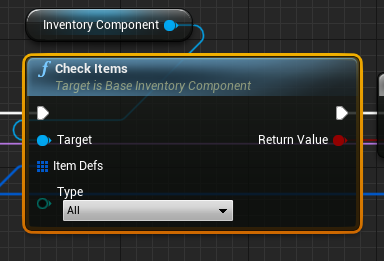 Inventory Component
f Check Items
Target is Base Inventory Component
Target
Return Value
Item Defs
Type
All